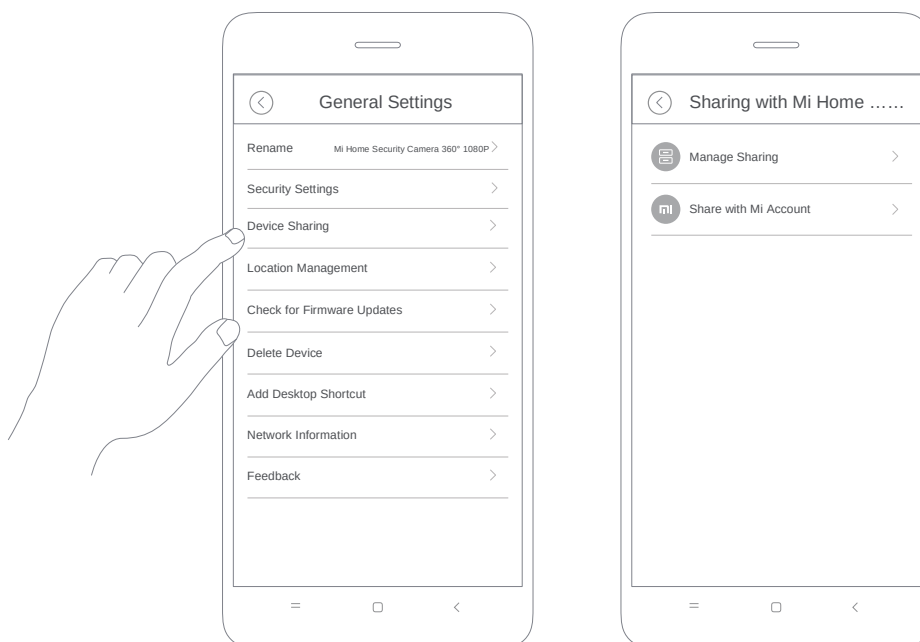 General Settings
Rename Mi Home Security Camera 360° 1080P
Security Settings
Device Sharing
Location Management
Check for Firmware Updates
Delete Device
Add Desktop Shortcut
Network Information
Feedback
Sharing with Mi Home ……
Manage Sharing
Share with Mi Account